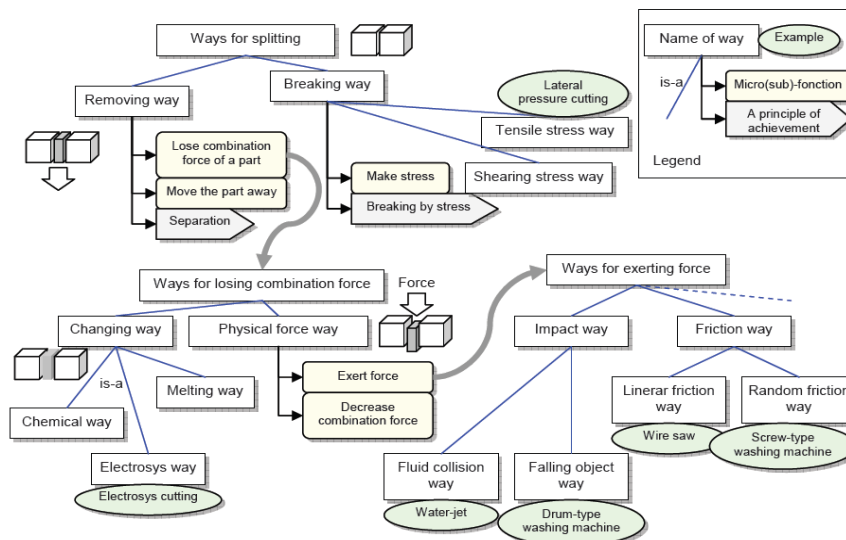 Ways for splitting
Removing way
Breaking way
Lateral
pressure cutting
Tensile stress way
Shearing stress way
Lose combination
force of a part
Move the part away
Separation
Make stress
Breaking by stress
Name of way
Example
is-a
Micro(sub)-fonction
A principle of
achievement
Legend
Ways for losing combination force
Force
Changing way
Physical force way
is-a
Melting way
Chemical way
Electrosys way
Electrosys cutting
Exert force
Decrease
combination force
Ways for exerting force
Impact way
Friction way
Linerar friction
way
Wire saw
Random friction
way
Screw-type
washing machine
Fluid collision
way
Water-jet
Falling object
way
Drum-type
washing machine